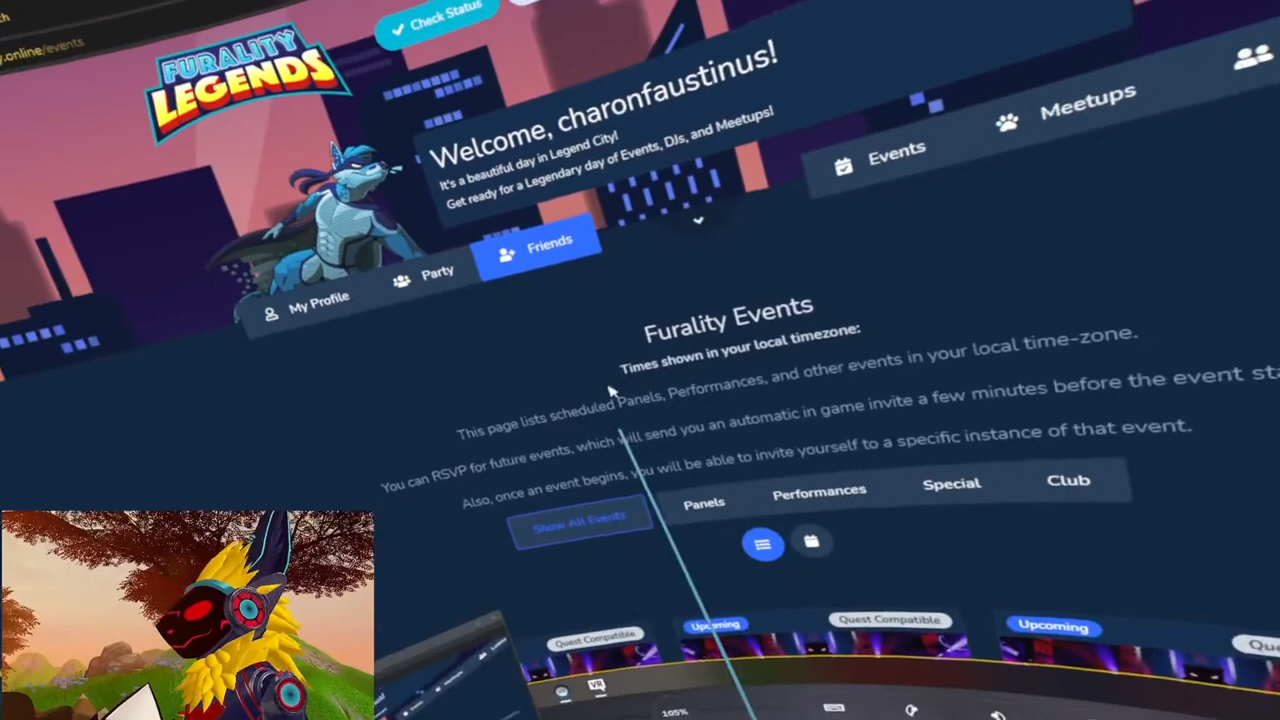 .online/events
Check Status
FURALITY
LEGENDS
Welcome, charonfaustinus!
It's a beautiful day in Legend City!
Get ready for a Legendary day of Events, DJs, and Meetups!
Events
Meetups
My Profile
Party
Friends
Furality Events
Times shown in your local timezone:
This page lists scheduled Panels, Performances, and other events in your local time-zone.
You can RSVP for future events, which will send you an automatic in game invite a few minutes before the event
Also, once an event begins, you will be able to invite yourself to a specific instance of that event.
Show All Events
Panels
Performances
Special
Club
Quest Compatible
Upcoming
Quest Compatible
Upcoming
VR
105%